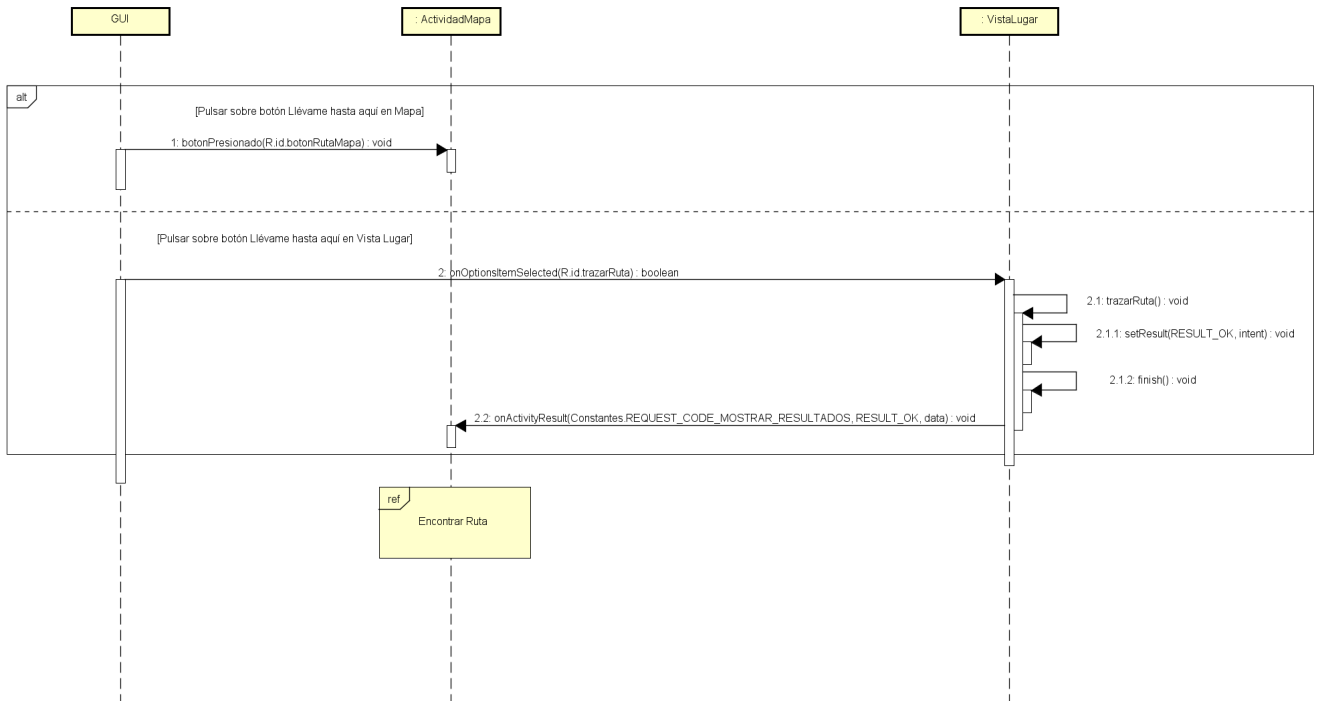 GUI
: ActividadMapa
: VistaLugar
alt
[Pulsar sobre botón Llévame hasta aquí en Mapa]
1: botonPresionado(R.id.botonRutaMapa) : void
[Pulsar sobre botón Llévame hasta aquí en Vista Lugar]
2: onOptionsItemSelected(R.id.trazarRuta) : boolean
2.1: trazarRuta() : void
2.1.1: setResult(RESULT_OK, intent) : void
2.1.2: finish() : void
2.2: onActivityResult(Constantes.REQUEST_CODE_MOSTRAR_RESULTADOS, RESULT_OK, data) : void
ref
Encontrar Ruta